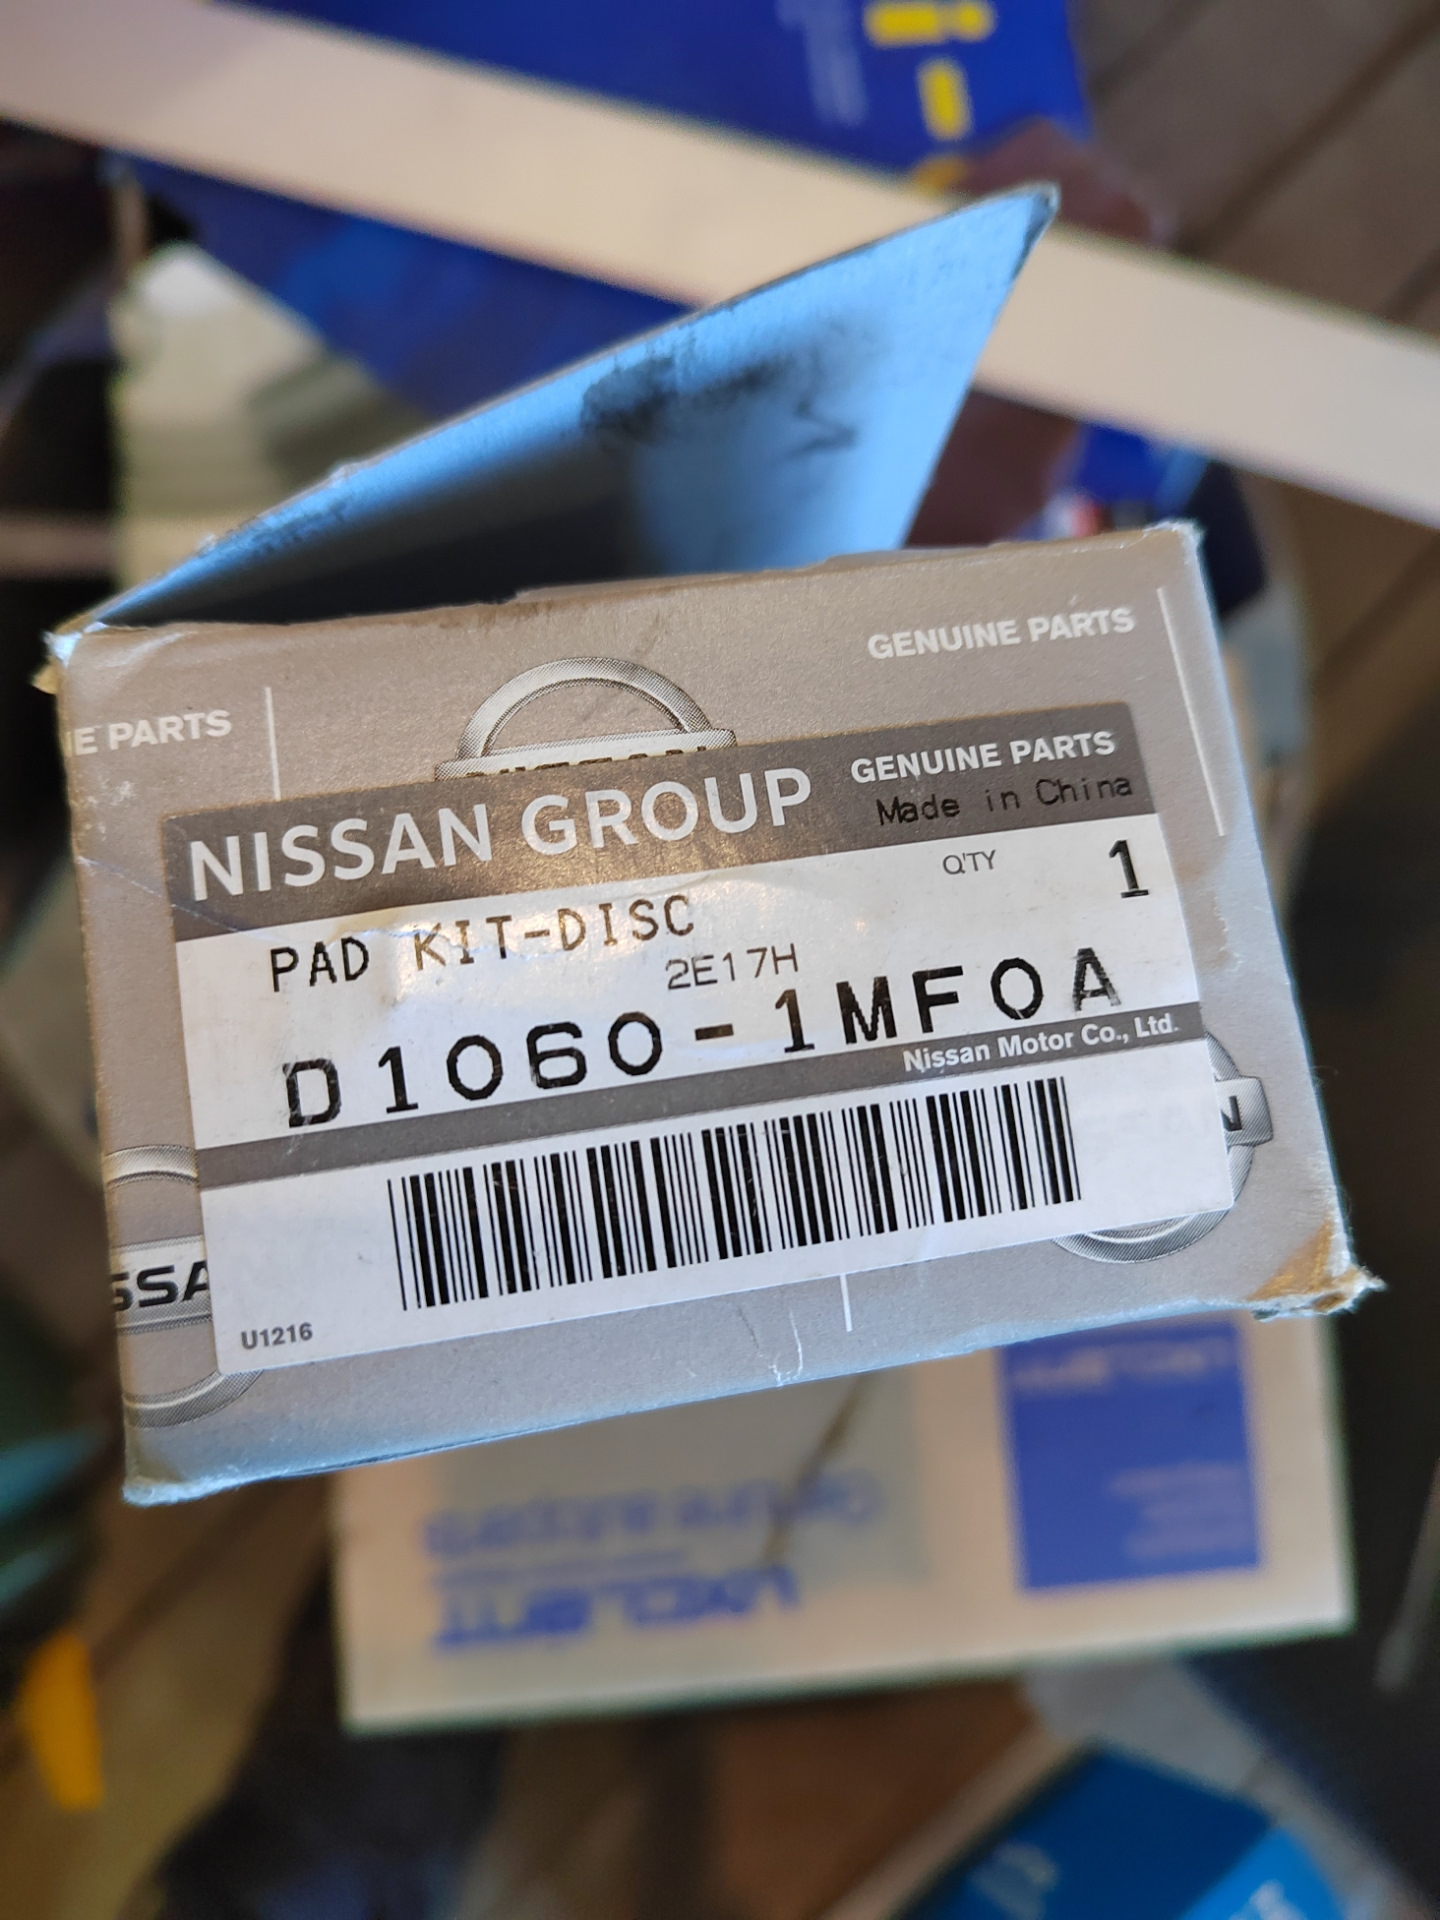 GENUINE PARTS
E PARTS
NISSAN GROUP
GENUINE PARTS
Made in China
Q'TY 1
PAD KIT-DISC
2E17H
D1060-1MF0A
Nissan Motor Co., Ltd.
SSA
U1216